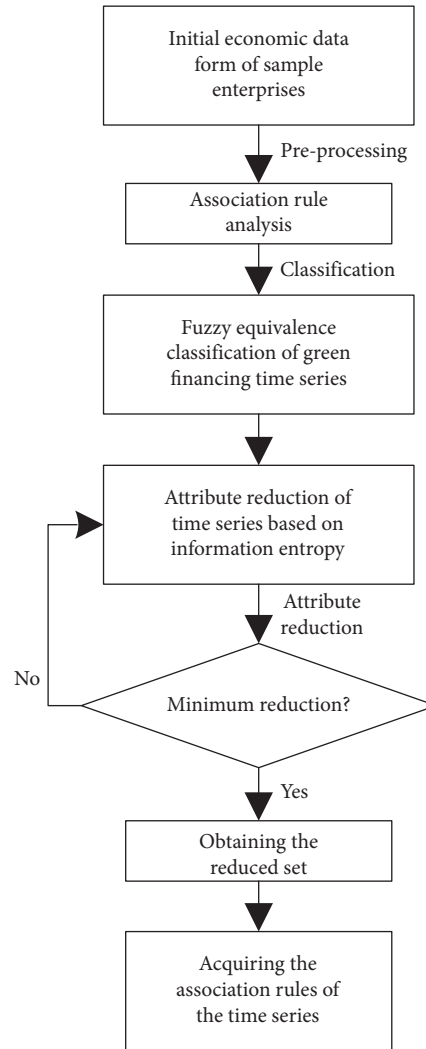 Initial economic data
form of sample
enterprises
Pre-processing
Association rule
analysis
Classification
Fuzzy equivalence
classification of green
financing time series
Attribute reduction of
time series based on
information entropy
Attribute
reduction
No
Minimum reduction?
Yes
Obtaining the
reduced set
Acquiring the
association rules of
the time series